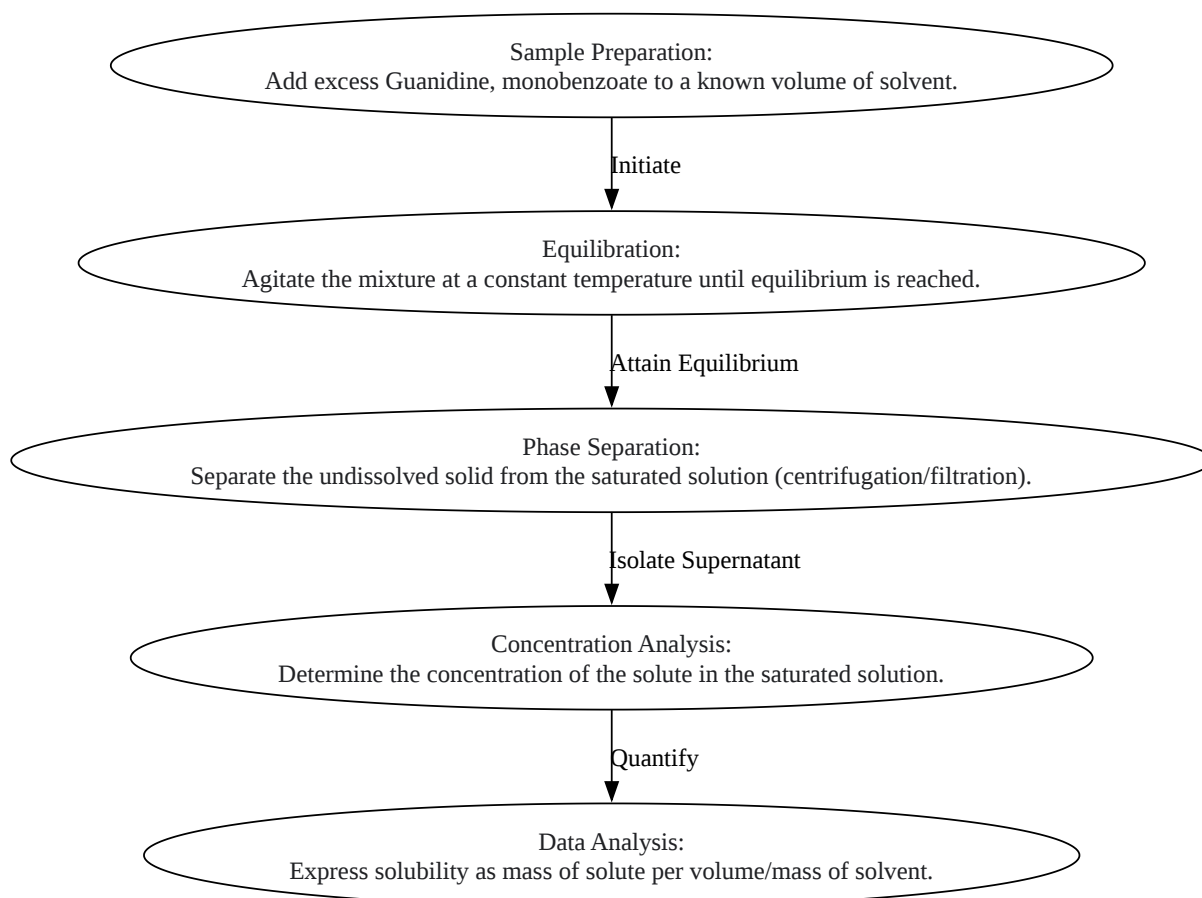 Sample Preparation:
Add excess Guanidine, monobenzoate to a known volume of solvent.
Initiate
Equilibration:
Agitate the mixture at a constant temperature until equilibrium is reached.
Attain Equilibrium
Phase Separation:
Separate the undissolved solid from the saturated solution (centrifugation/filtration).
Isolate Supernatant
Concentration Analysis:
Determine the concentration of the solute in the saturated solution.
Quantify
Data Analysis:
Express solubility as mass of solute per volume/mass of solvent.